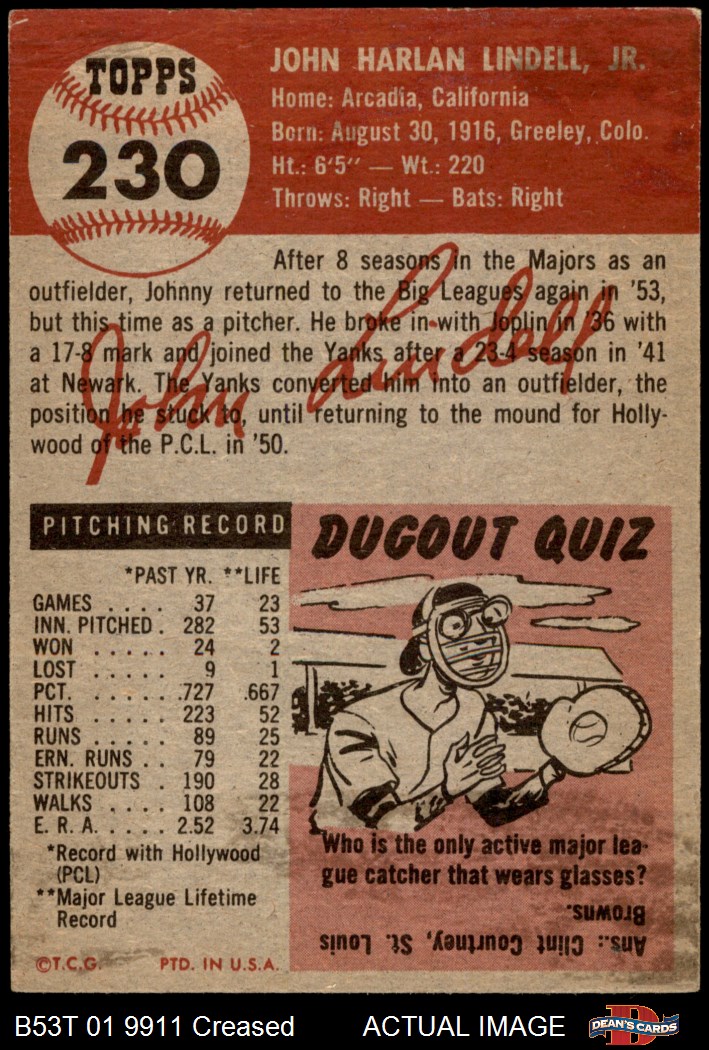 TOPPS
230
JOHN HARLAN LINDELL, JR.
Home: Arcadia, California
Born: August 30, 1916, Greeley, Colo.
Ht.: 6'5" — Wt.: 220
Throws: Right — Bats: Right
After 8 seasons in the Majors as an
outfielder, Johnny returned to the Big Leagues again in '53,
but this time as a pitcher. He broke in with Joplin in '36 with
a 17-8 mark and joined the Yanks after a 23-4 season in '41
at Newark. The Yanks converted him into an outfielder, the
position he stuck to, until returning to the mound for Holly-
wood of the P.C.L. in '50.
John Lindell
PITCHING RECORD
*PAST YR. **LIFE
GAMES .... 37 23
INN. PITCHED . 282 53
WON ..... 24 2
LOST ..... 9 1
PCT. ..... .727 .667
HITS ..... 223 52
RUNS ..... 89 25
ERN. RUNS .. 79 22
STRIKEOUTS . 190 28
WALKS .... 108 22
E. R. A. .... 2.52 3.74
*Record with Hollywood
(PCL)
**Major League Lifetime
Record
©T.C.G. PTD. IN U.S.A.
DUGOUT QUIZ
Who is the only active major lea-
gue catcher that wears glasses?
Ans.: Clint Courtney, St. Louis
Browns.
B53T 01 9911 Creased ACTUAL IMAGE
D
DEAN'S CARDS